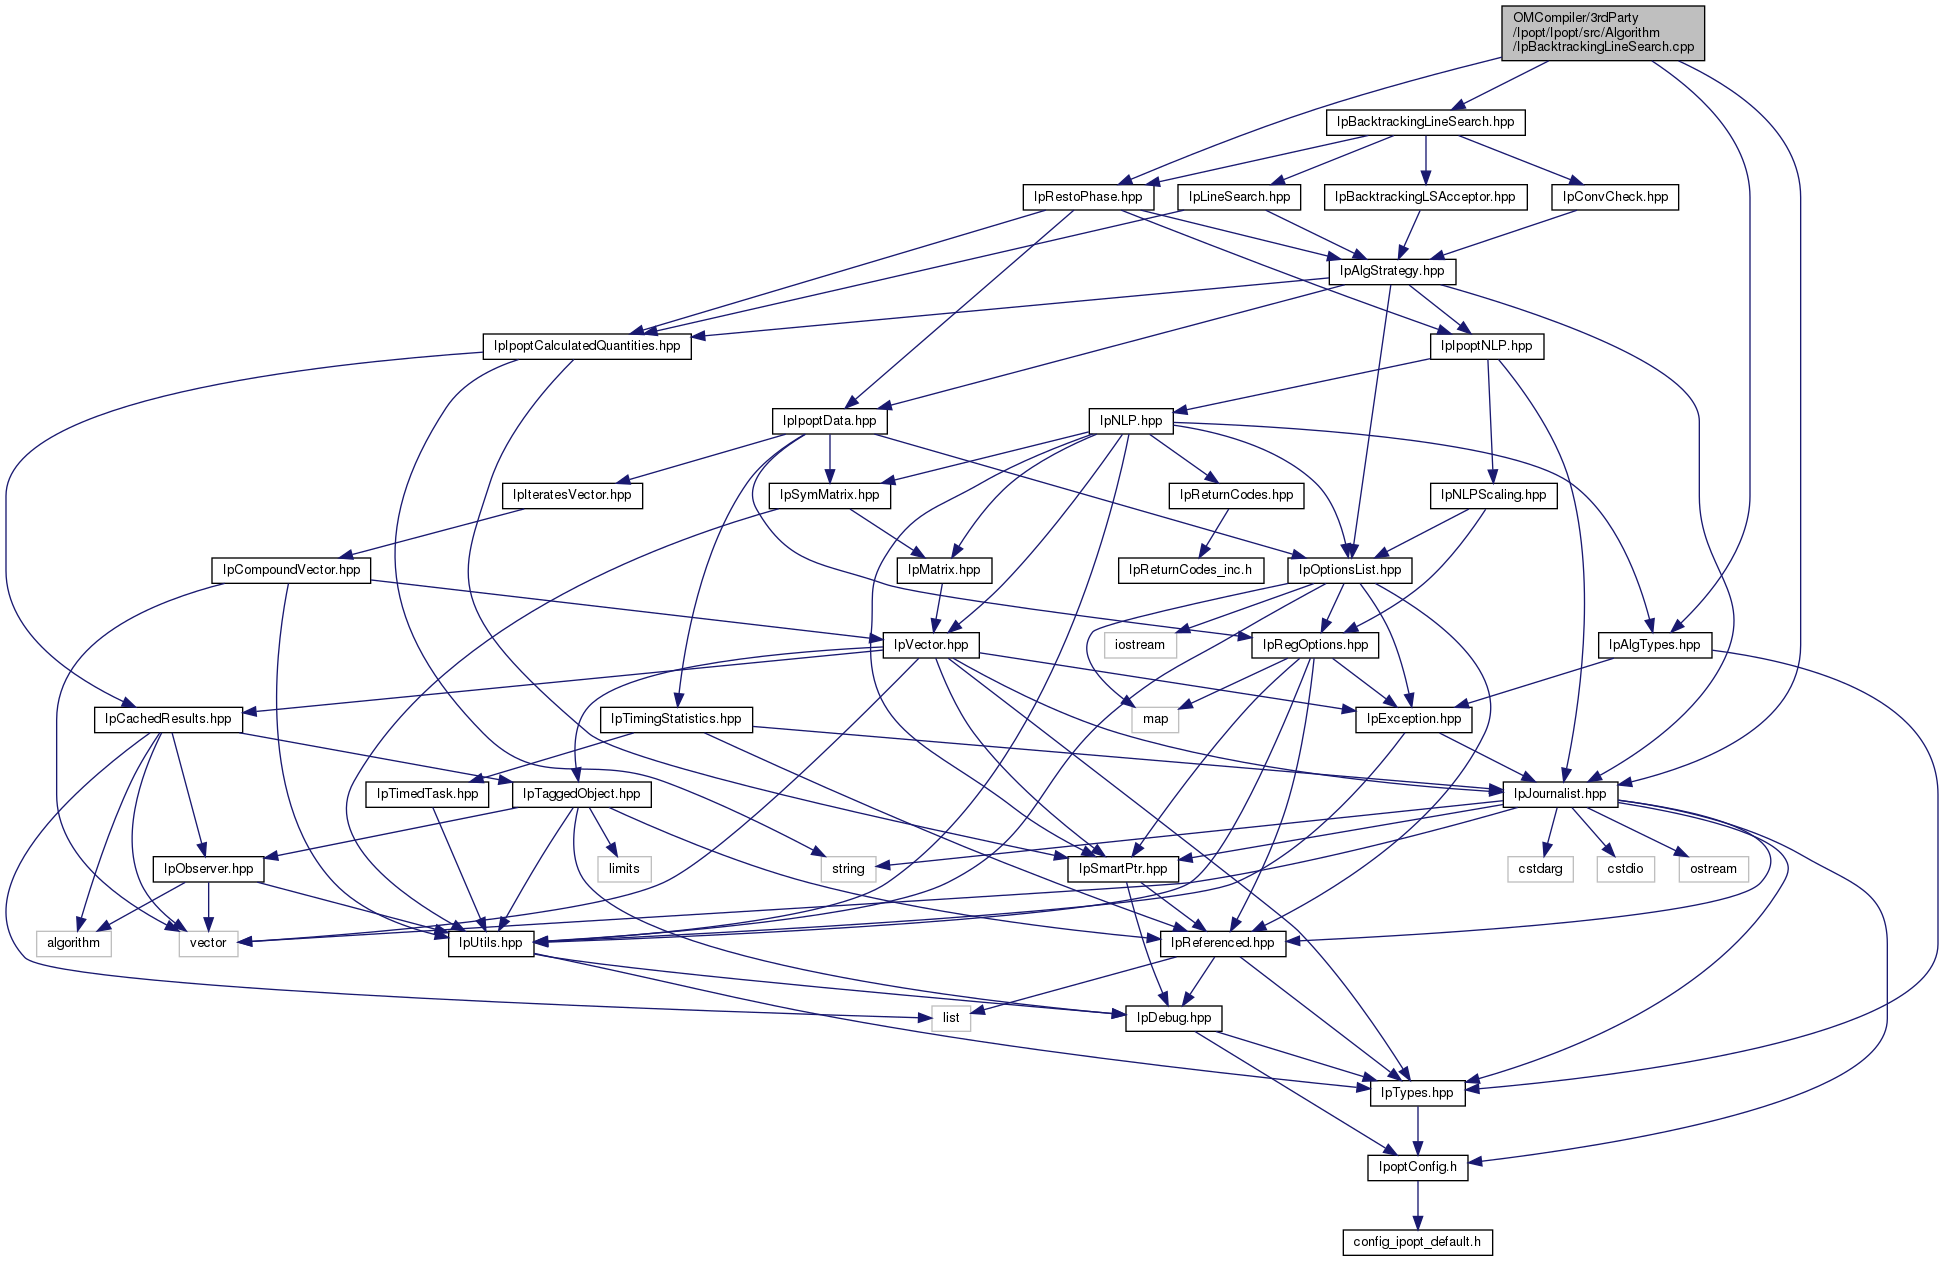 OMCompiler/3rdParty
/Ipopt/Ipopt/src/Algorithm
/IpBacktrackingLineSearch.cpp
IpBacktrackingLineSearch.hpp
IpRestoPhase.hpp
IpLineSearch.hpp
IpBacktrackingLSAcceptor.hpp
IpConvCheck.hpp
IpAlgStrategy.hpp
IpIpoptCalculatedQuantities.hpp
IpIpoptNLP.hpp
IpIpoptData.hpp
IpNLP.hpp
IpIteratesVector.hpp
IpSymMatrix.hpp
IpReturnCodes.hpp
IpNLPScaling.hpp
IpCompoundVector.hpp
IpMatrix.hpp
IpReturnCodes_inc.h
IpOptionsList.hpp
IpVector.hpp
iostream
IpRegOptions.hpp
IpAlgTypes.hpp
IpCachedResults.hpp
IpTimingStatistics.hpp
map
IpException.hpp
IpTimedTask.hpp
IpTaggedObject.hpp
IpJournalist.hpp
IpObserver.hpp
limits
string
IpSmartPtr.hpp
cstdarg
cstdio
ostream
algorithm
vector
IpUtils.hpp
IpReferenced.hpp
list
IpDebug.hpp
IpTypes.hpp
IpoptConfig.h
config_ipopt_default.h